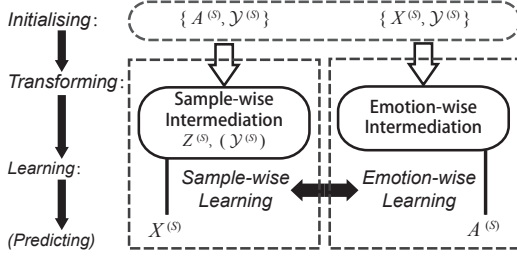 Initialising:
{ A⁽ˢ⁾, 𝒴⁽ˢ⁾} { X⁽ˢ⁾, 𝒴⁽ˢ⁾}
Transforming:
Sample-wise
Intermediation
Z⁽ˢ⁾, ( 𝒴⁽ˢ⁾)
Emotion-wise
Intermediation
Learning:
Sample-wise
Learning
Emotion-wise
Learning
(Predicting)
X⁽ˢ⁾ A⁽ˢ⁾